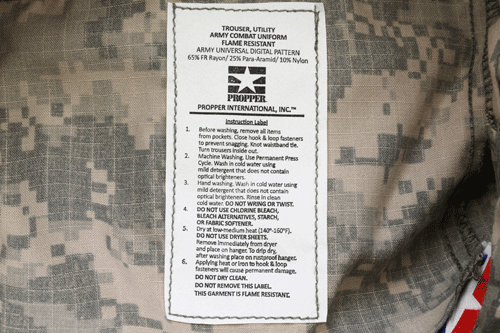 TROUSER, UTILITY
ARMY COMBAT UNIFORM
FLAME RESISTANT
ARMY UNIVERSAL DIGITAL PATTERN
65% FR Rayon/ 25% Para-Aramid/ 10% Nylon
PROPPER
PROPPER INTERNATIONAL, INC.™
Instruction Label
1. Before washing, remove all items
from pockets. Close hook & loop fasteners
to prevent snagging. Knot waistband tie.
Turn trousers inside out.
2. Machine Washing. Use Permanent Press
Cycle. Wash in cold water using
mild detergent that does not contain
optical brighteners.
3. Hand washing. Wash in cold water using
mild detergent that does not contain
optical brighteners. Rinse in clean
cold water. DO NOT WRING OR TWIST.
4. DO NOT USE CHLORINE BLEACH,
BLEACH ALTERNATIVES, STARCH,
OR FABRIC SOFTENER.
5. Dry at low-medium heat (140°-160°F).
DO NOT USE DRYER SHEETS.
Remove immediately from dryer
and place on hanger. To drip dry,
after washing place on rustproof hanger.
6. Applying heat or iron to hook & loop
fasteners will cause permanent damage.
DO NOT DRY CLEAN.
DO NOT REMOVE THIS LABEL.
THIS GARMENT IS FLAME RESISTANT.